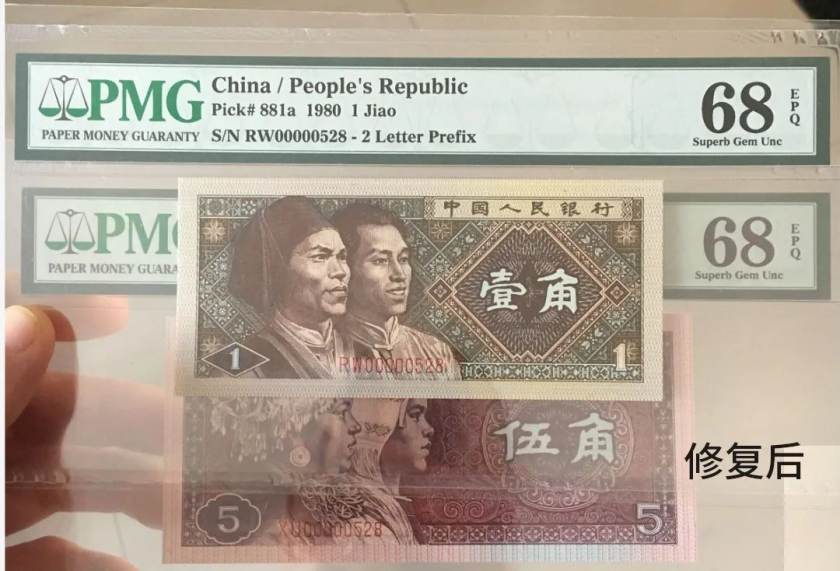 PMG
PAPER MONEY GUARANTY
China / People's Republic
Pick# 881a 1980 1 Jiao
S/N RW00000528 - 2 Letter Prefix
68
EPQ
Superb Gem Unc
PMG
PAPER MONEY GUARA
68
EPQ
Superb Gem Unc
中国人民银行
壹角
1
RW00000528
1
伍角
修复后
5
00000528
5